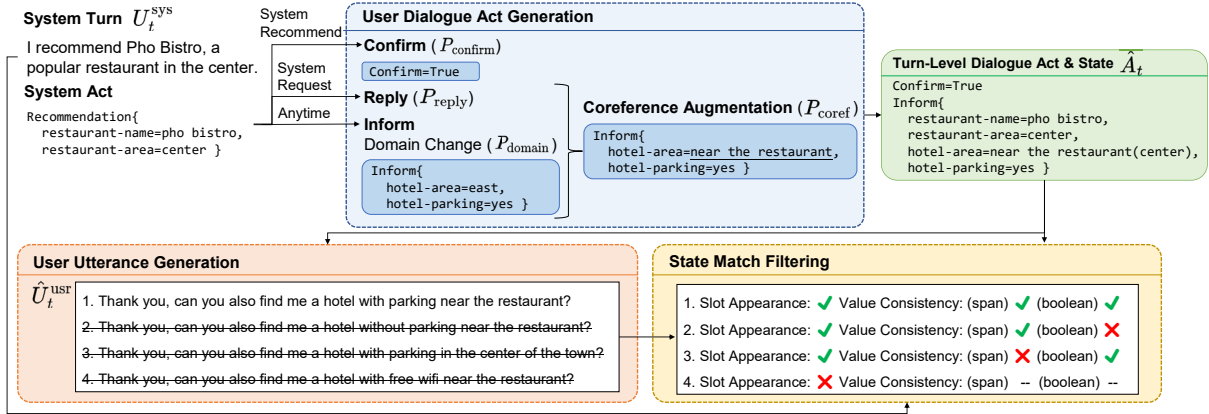 System Turn U_t^sys
I recommend Pho Bistro, a
popular restaurant in the center.
System Act
Recommendation{
restaurant-name=pho bistro,
restaurant-area=center }
System
Recommend
System
Request
Anytime
User Dialogue Act Generation
Confirm (P_confirm)
Confirm=True
Reply (P_reply)
Inform
Domain Change (P_domain)
Inform{
hotel-area=east,
hotel-parking=yes }
Coreference Augmentation (P_coref)
Inform{
hotel-area=near the restaurant,
hotel-parking=yes }
Turn-Level Dialogue Act & State Â_t
Confirm=True
Inform{
restaurant-name=pho bistro,
restaurant-area=center,
hotel-area=near the restaurant(center),
hotel-parking=yes }
User Utterance Generation
Û_t^usr
1. Thank you, can you also find me a hotel with parking near the restaurant?
2. Thank you, can you also find me a hotel without parking near the restaurant?
3. Thank you, can you also find me a hotel with parking in the center of the town?
4. Thank you, can you also find me a hotel with free wifi near the restaurant?
State Match Filtering
1. Slot Appearance: ✓ Value Consistency: (span) ✓ (boolean) ✓
2. Slot Appearance: ✓ Value Consistency: (span) ✓ (boolean) ✗
3. Slot Appearance: ✓ Value Consistency: (span) ✗ (boolean) ✓
4. Slot Appearance: ✗ Value Consistency: (span) -- (boolean) --